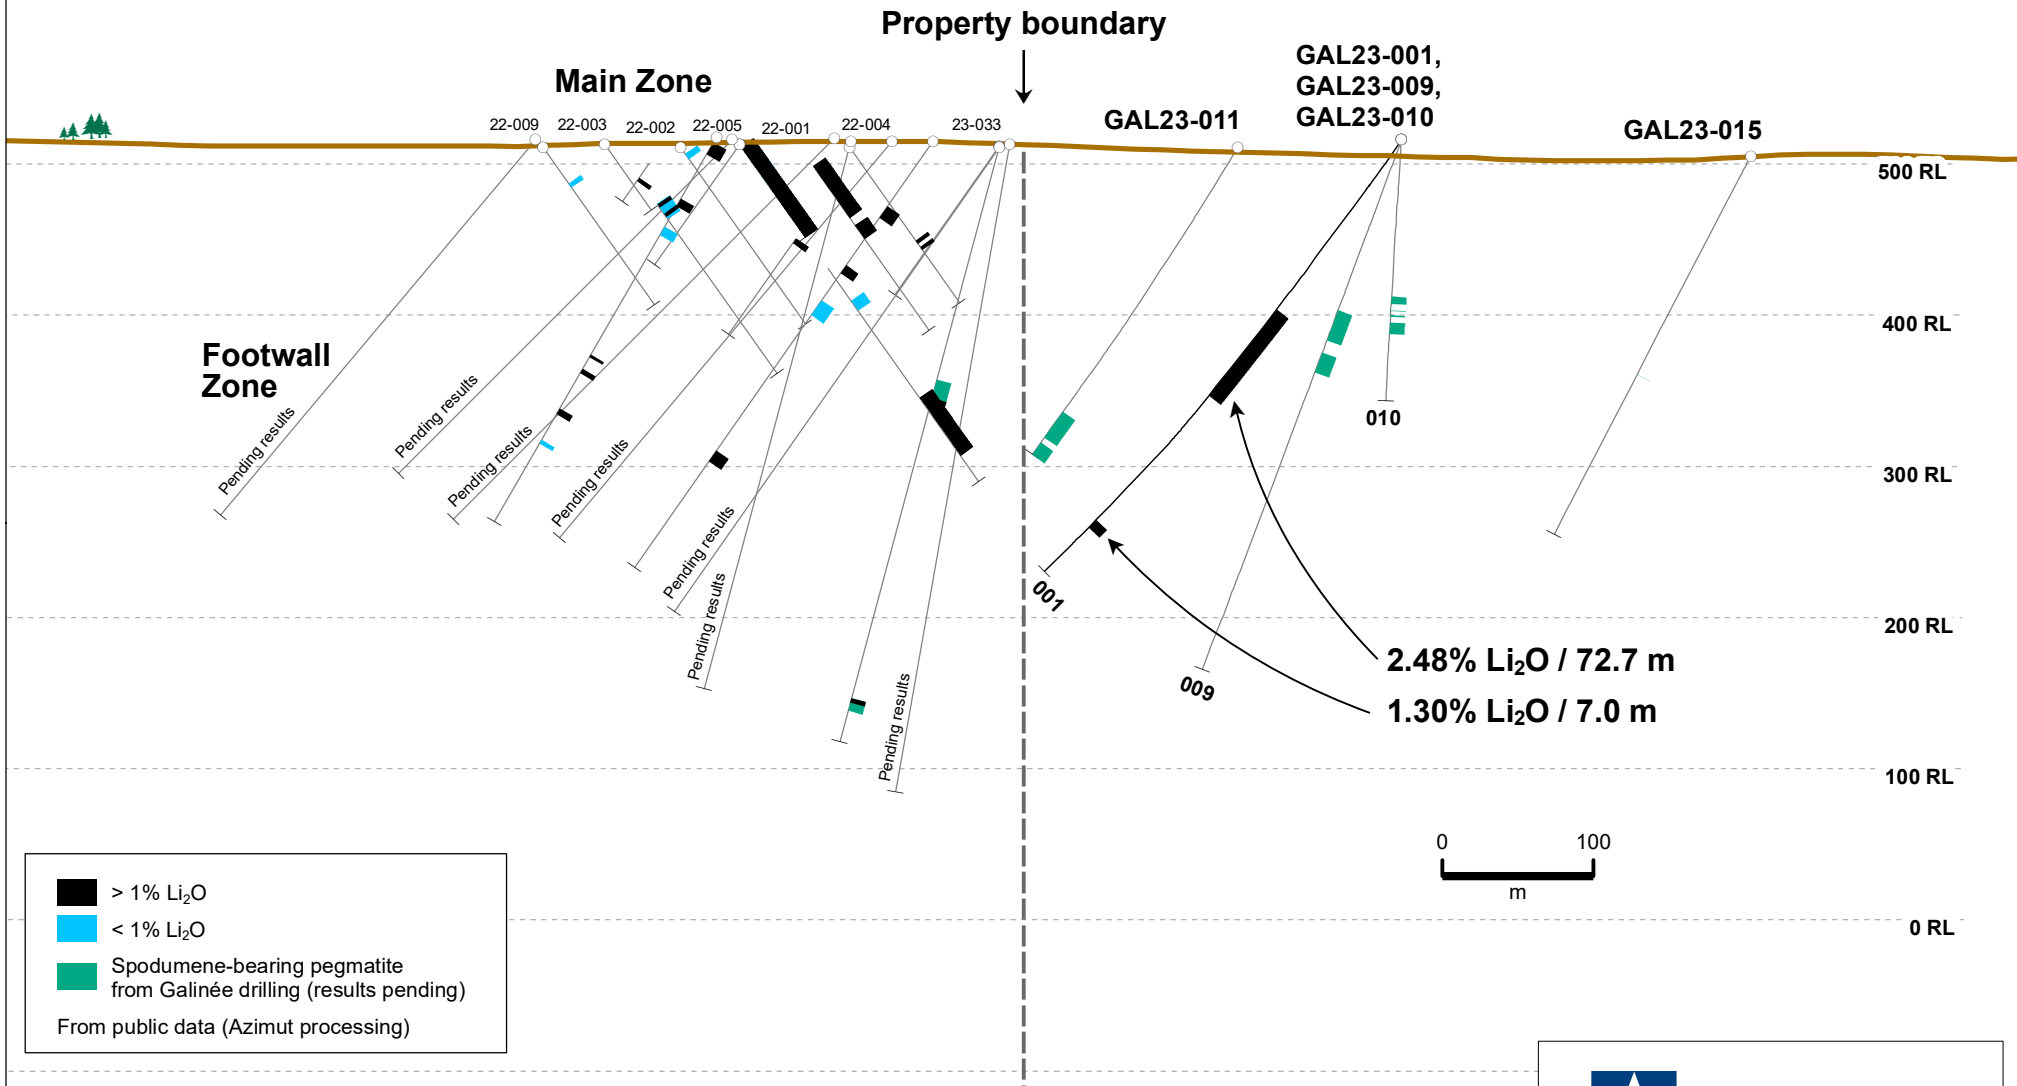 Property boundary
GAL23-001,
GAL23-009,
GAL23-010
Main Zone
GAL23-011
GAL23-015
22-009
22-003
22-002
22-005
22-001
22-004
23-033
500 RL
400 RL
Footwall
Zone
Pending results
Pending results
Pending results
Pending results
Pending results
Pending results
Pending results
010
300 RL
001
200 RL
009
2.48% Li₂O / 72.7 m
1.30% Li₂O / 7.0 m
100 RL
0
100
m
0 RL
> 1% Li₂O
< 1% Li₂O
Spodumene-bearing pegmatite
from Galinée drilling (results pending)
From public data (Azimut processing)